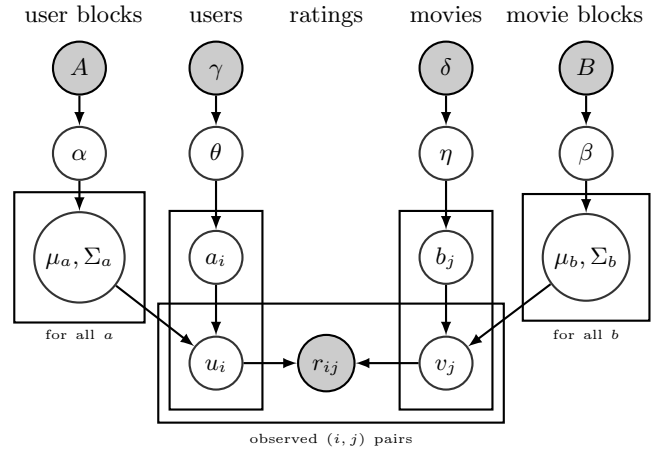 user blocks users ratings movies movie blocks
A γ δ B
α θ η β
μa, Σa ai bj μb, Σb
for all a for all b
ui rij vj
observed (i, j) pairs